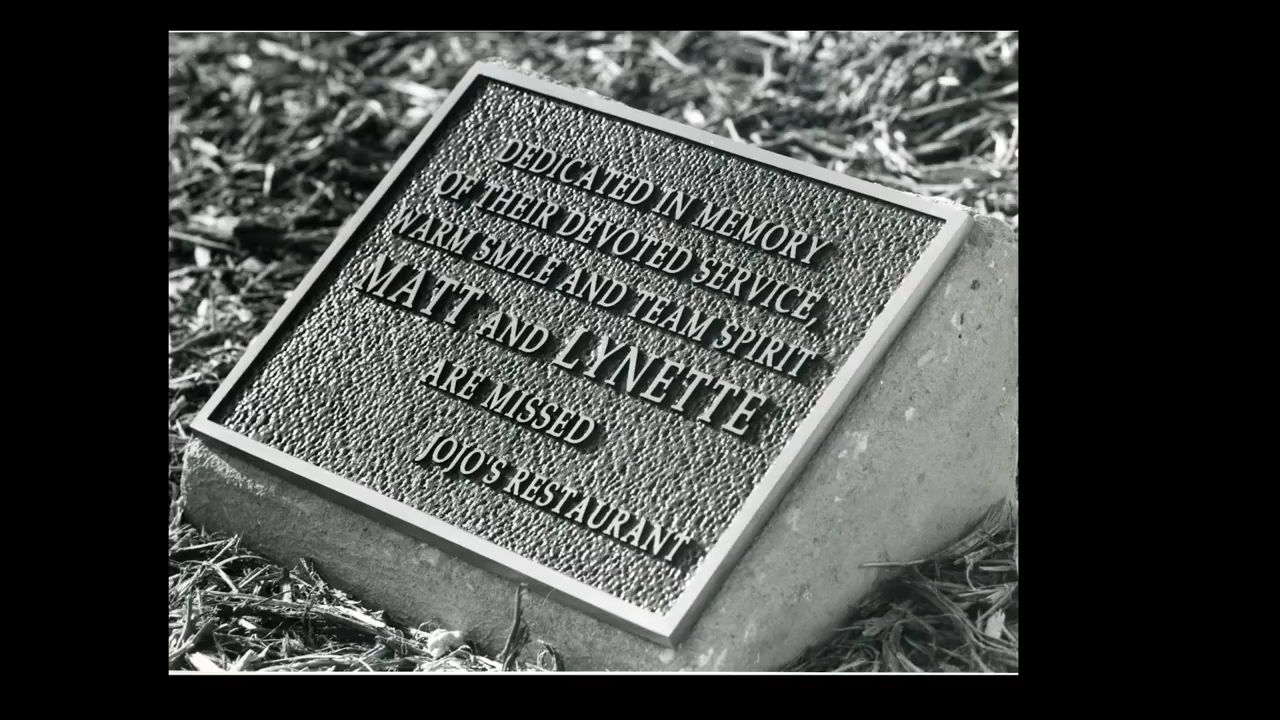 DEDICATED IN MEMORY
OF THEIR DEVOTED SERVICE,
WARM SMILE AND TEAM SPIRIT
MATT AND LYNETTE
ARE MISSED
JOJO'S RESTAURANT